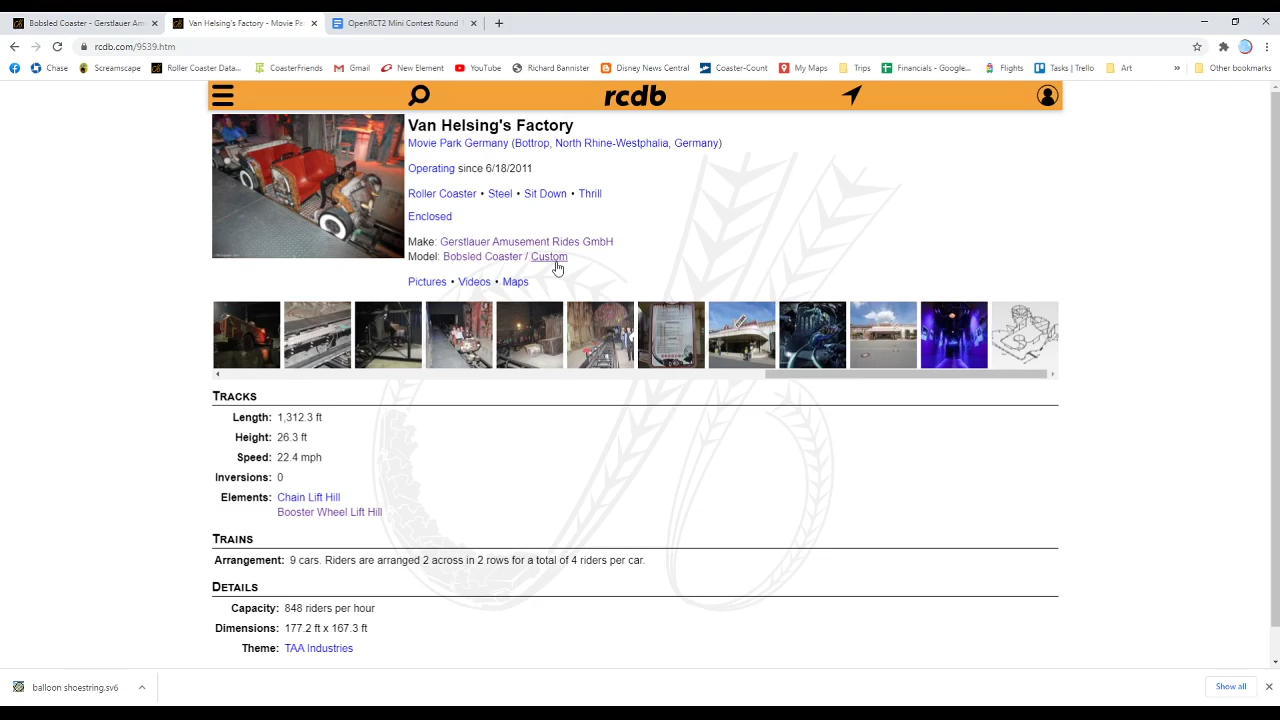 Bobsled Coaster - Gerstlauer Am
Van Helsing's Factory - Movie Pa
OpenRCT2 Mini Contest Round
rcdb.com/9539.htm
Chase
Screamscape
Roller Coaster Data...
CoasterFriends
Gmail
New Element
YouTube
Richard Bannister
Disney News Central
Coaster-Count
My Maps
Trips
Financials - Google...
Flights
Tasks | Trello
Art
»
Other bookmarks
rcdb
Van Helsing's Factory
Movie Park Germany (Bottrop, North Rhine-Westphalia, Germany)
Operating since 6/18/2011
Roller Coaster • Steel • Sit Down • Thrill
Enclosed
Make: Gerstlauer Amusement Rides GmbH
Model: Bobsled Coaster / Custom
Pictures • Videos • Maps
TRACKS
Length: 1,312.3 ft
Height: 26.3 ft
Speed: 22.4 mph
Inversions: 0
Elements: Chain Lift Hill
Booster Wheel Lift Hill
TRAINS
Arrangement: 9 cars. Riders are arranged 2 across in 2 rows for a total of 4 riders per car.
DETAILS
Capacity: 848 riders per hour
Dimensions: 177.2 ft x 167.3 ft
Theme: TAA Industries
balloon shoestring.sv6
Show all